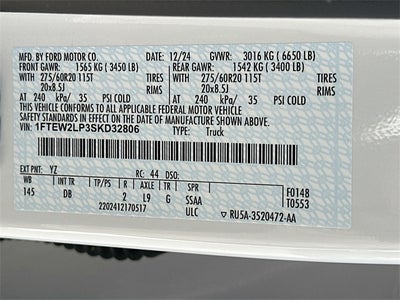 MFD. BY FORD MOTOR CO. 12/24 GVWR: 3016 KG ( 6650 LB)
FRONT GAWR: 1565 KG ( 3450 LB) REAR GAWR: 1542 KG ( 3400 LB)
275/60R20 115T TIRES 275/60R20 115T TIRES
20x8.5J RIMS 20x8.5J RIMS
AT 240 kPa/ 35 PSI COLD AT 240 kPa/ 35 PSI COLD
THIS VEHICLE CONFORMS TO ALL APPLICABLE FEDERAL MOTOR VEHICLE
SAFETY AND THEFT PREVENTION STANDARDS IN EFFECT ON THE DATE OF MANUFACTURE SHOWN ABOVE.
VIN: 1FTEW2LP3SKD32806 TYPE: Truck
EXT PNT: YZ RC: 44 DSO:
WB INT TR TP/PS R AXLE TR SPR F0148
145 DB 2 L9 G SSAA T0553
2202412170517 ULC RU5A-3520472-AA